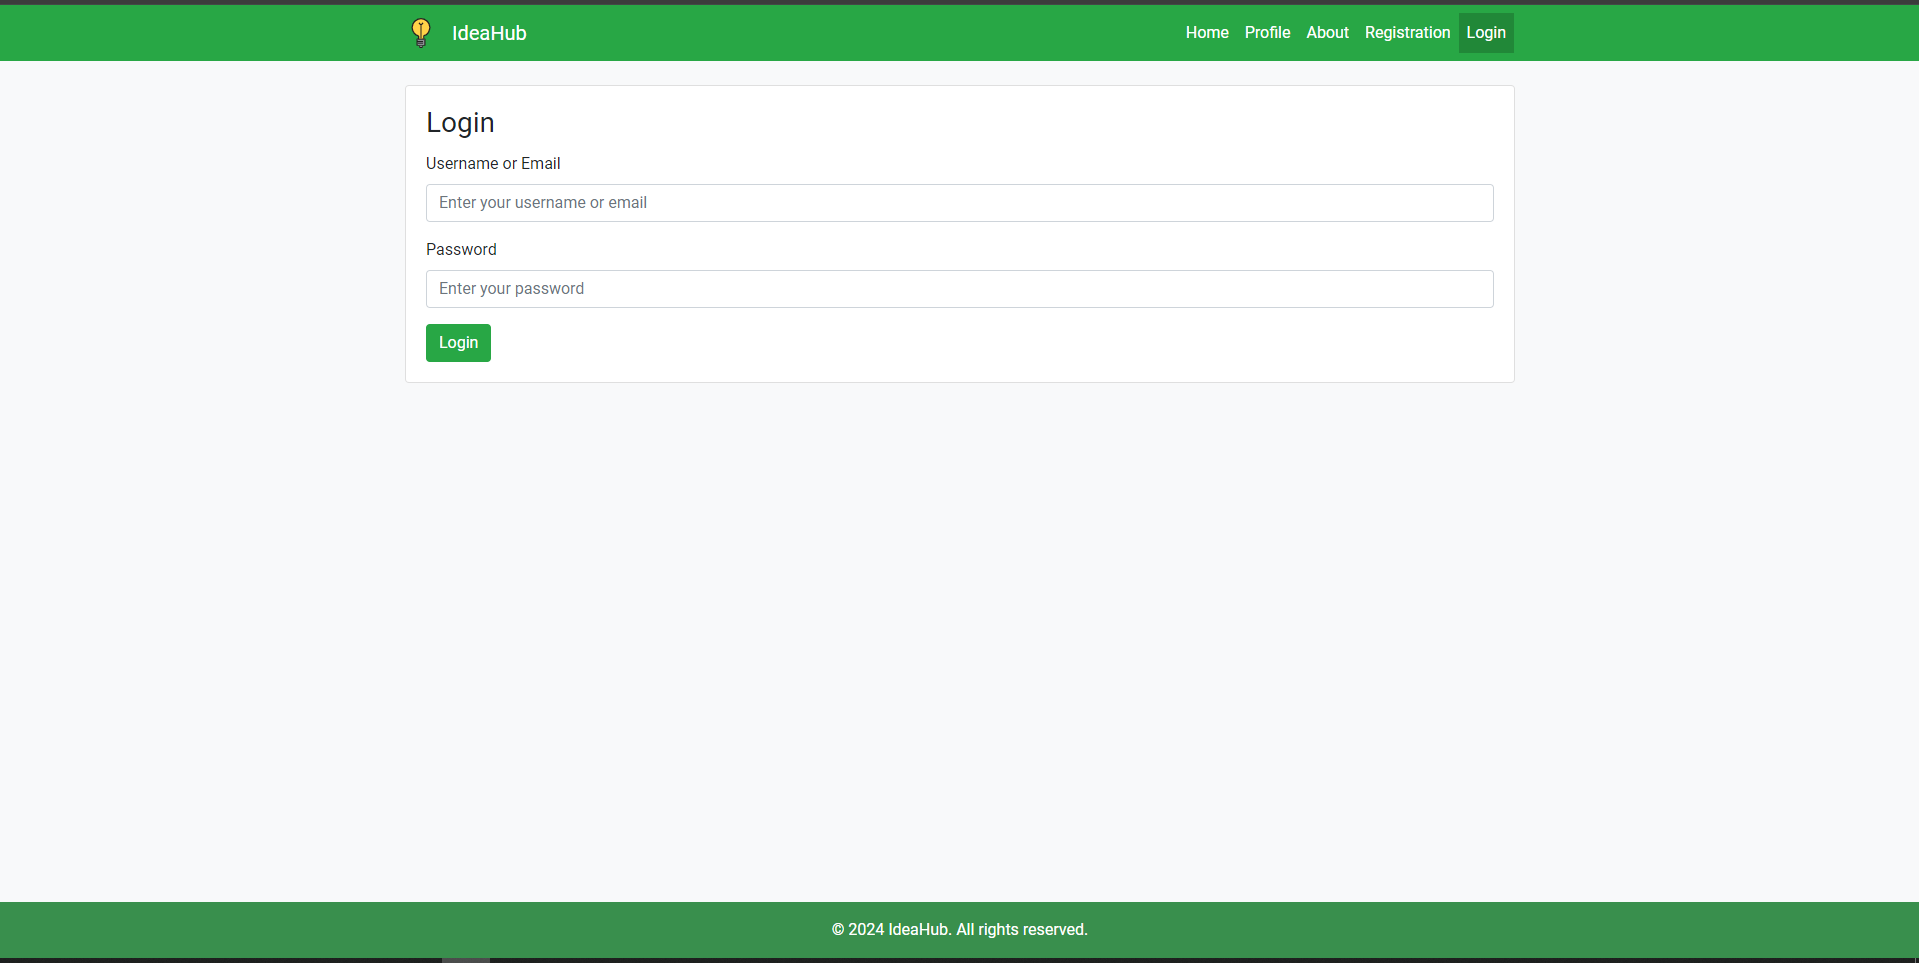 IdeaHub
Home Profile About Registration Login
Login
Username or Email
Enter your username or email
Password
Enter your password
Login
© 2024 IdeaHub. All rights reserved.